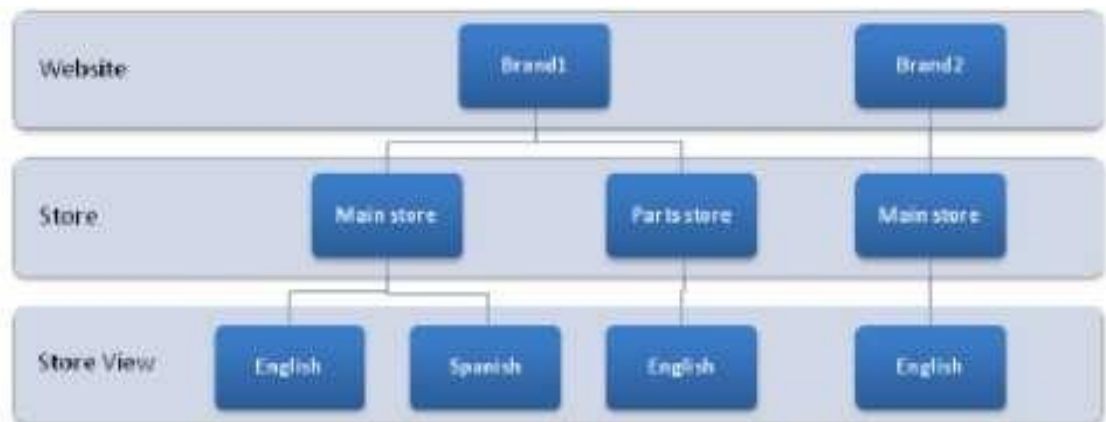 Website
Brand1
Brand2
Store
Main store
Parts store
Main store
Store View
English
Spanish
English
English